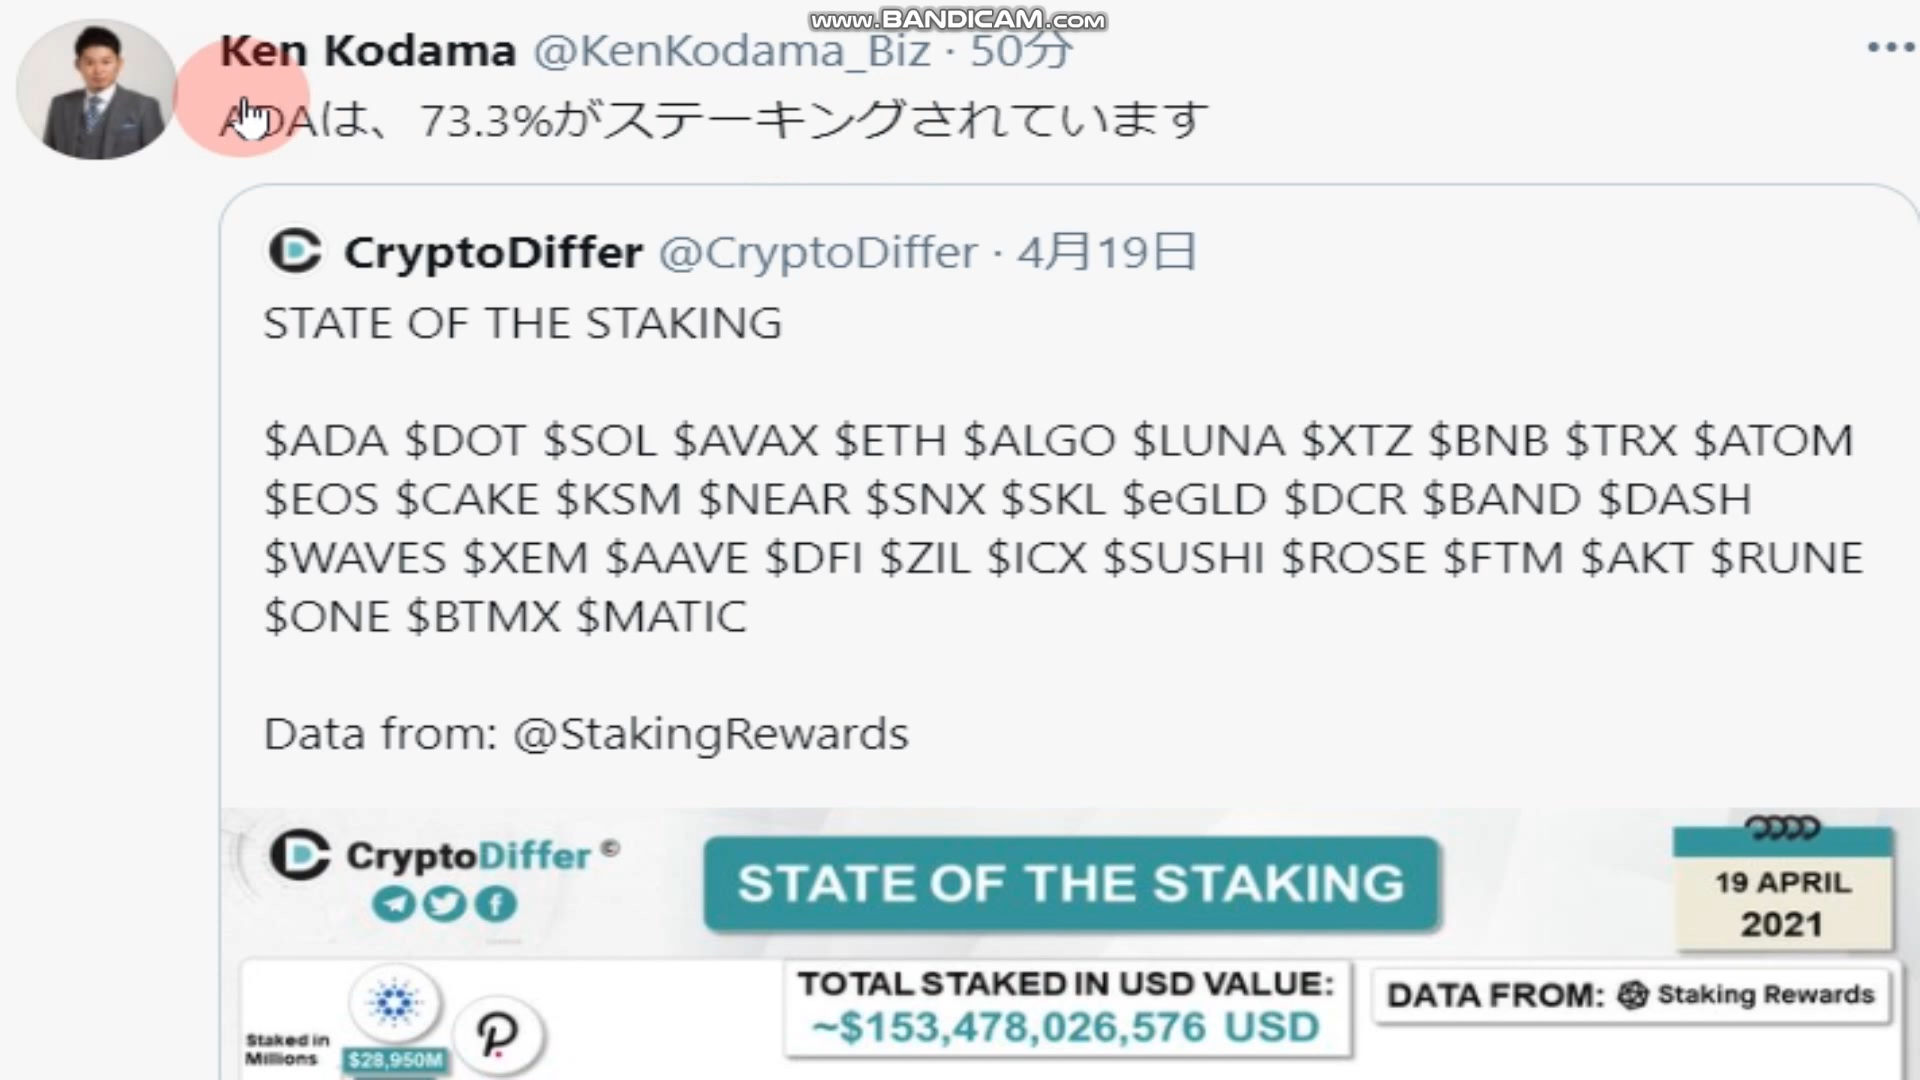 www.BANDICAM.com
Ken Kodama @KenKodama_Biz · 50分
ADAは、73.3%がステーキングされています
CryptoDiffer @CryptoDiffer · 4月19日
STATE OF THE STAKING
$ADA $DOT $SOL $AVAX $ETH $ALGO $LUNA $XTZ $BNB $TRX $ATOM
$EOS $CAKE $KSM $NEAR $SNX $SKL $eGLD $DCR $BAND $DASH
$WAVES $XEM $AAVE $DFI $ZIL $ICX $SUSHI $ROSE $FTM $AKT $RUNE
$ONE $BTMX $MATIC
Data from: @StakingRewards
CryptoDiffer ©
STATE OF THE STAKING
19 APRIL
2021
TOTAL STAKED IN USD VALUE:
~$153,478,026,576 USD
DATA FROM: Staking Rewards
Staked in
Millions
$28,950M